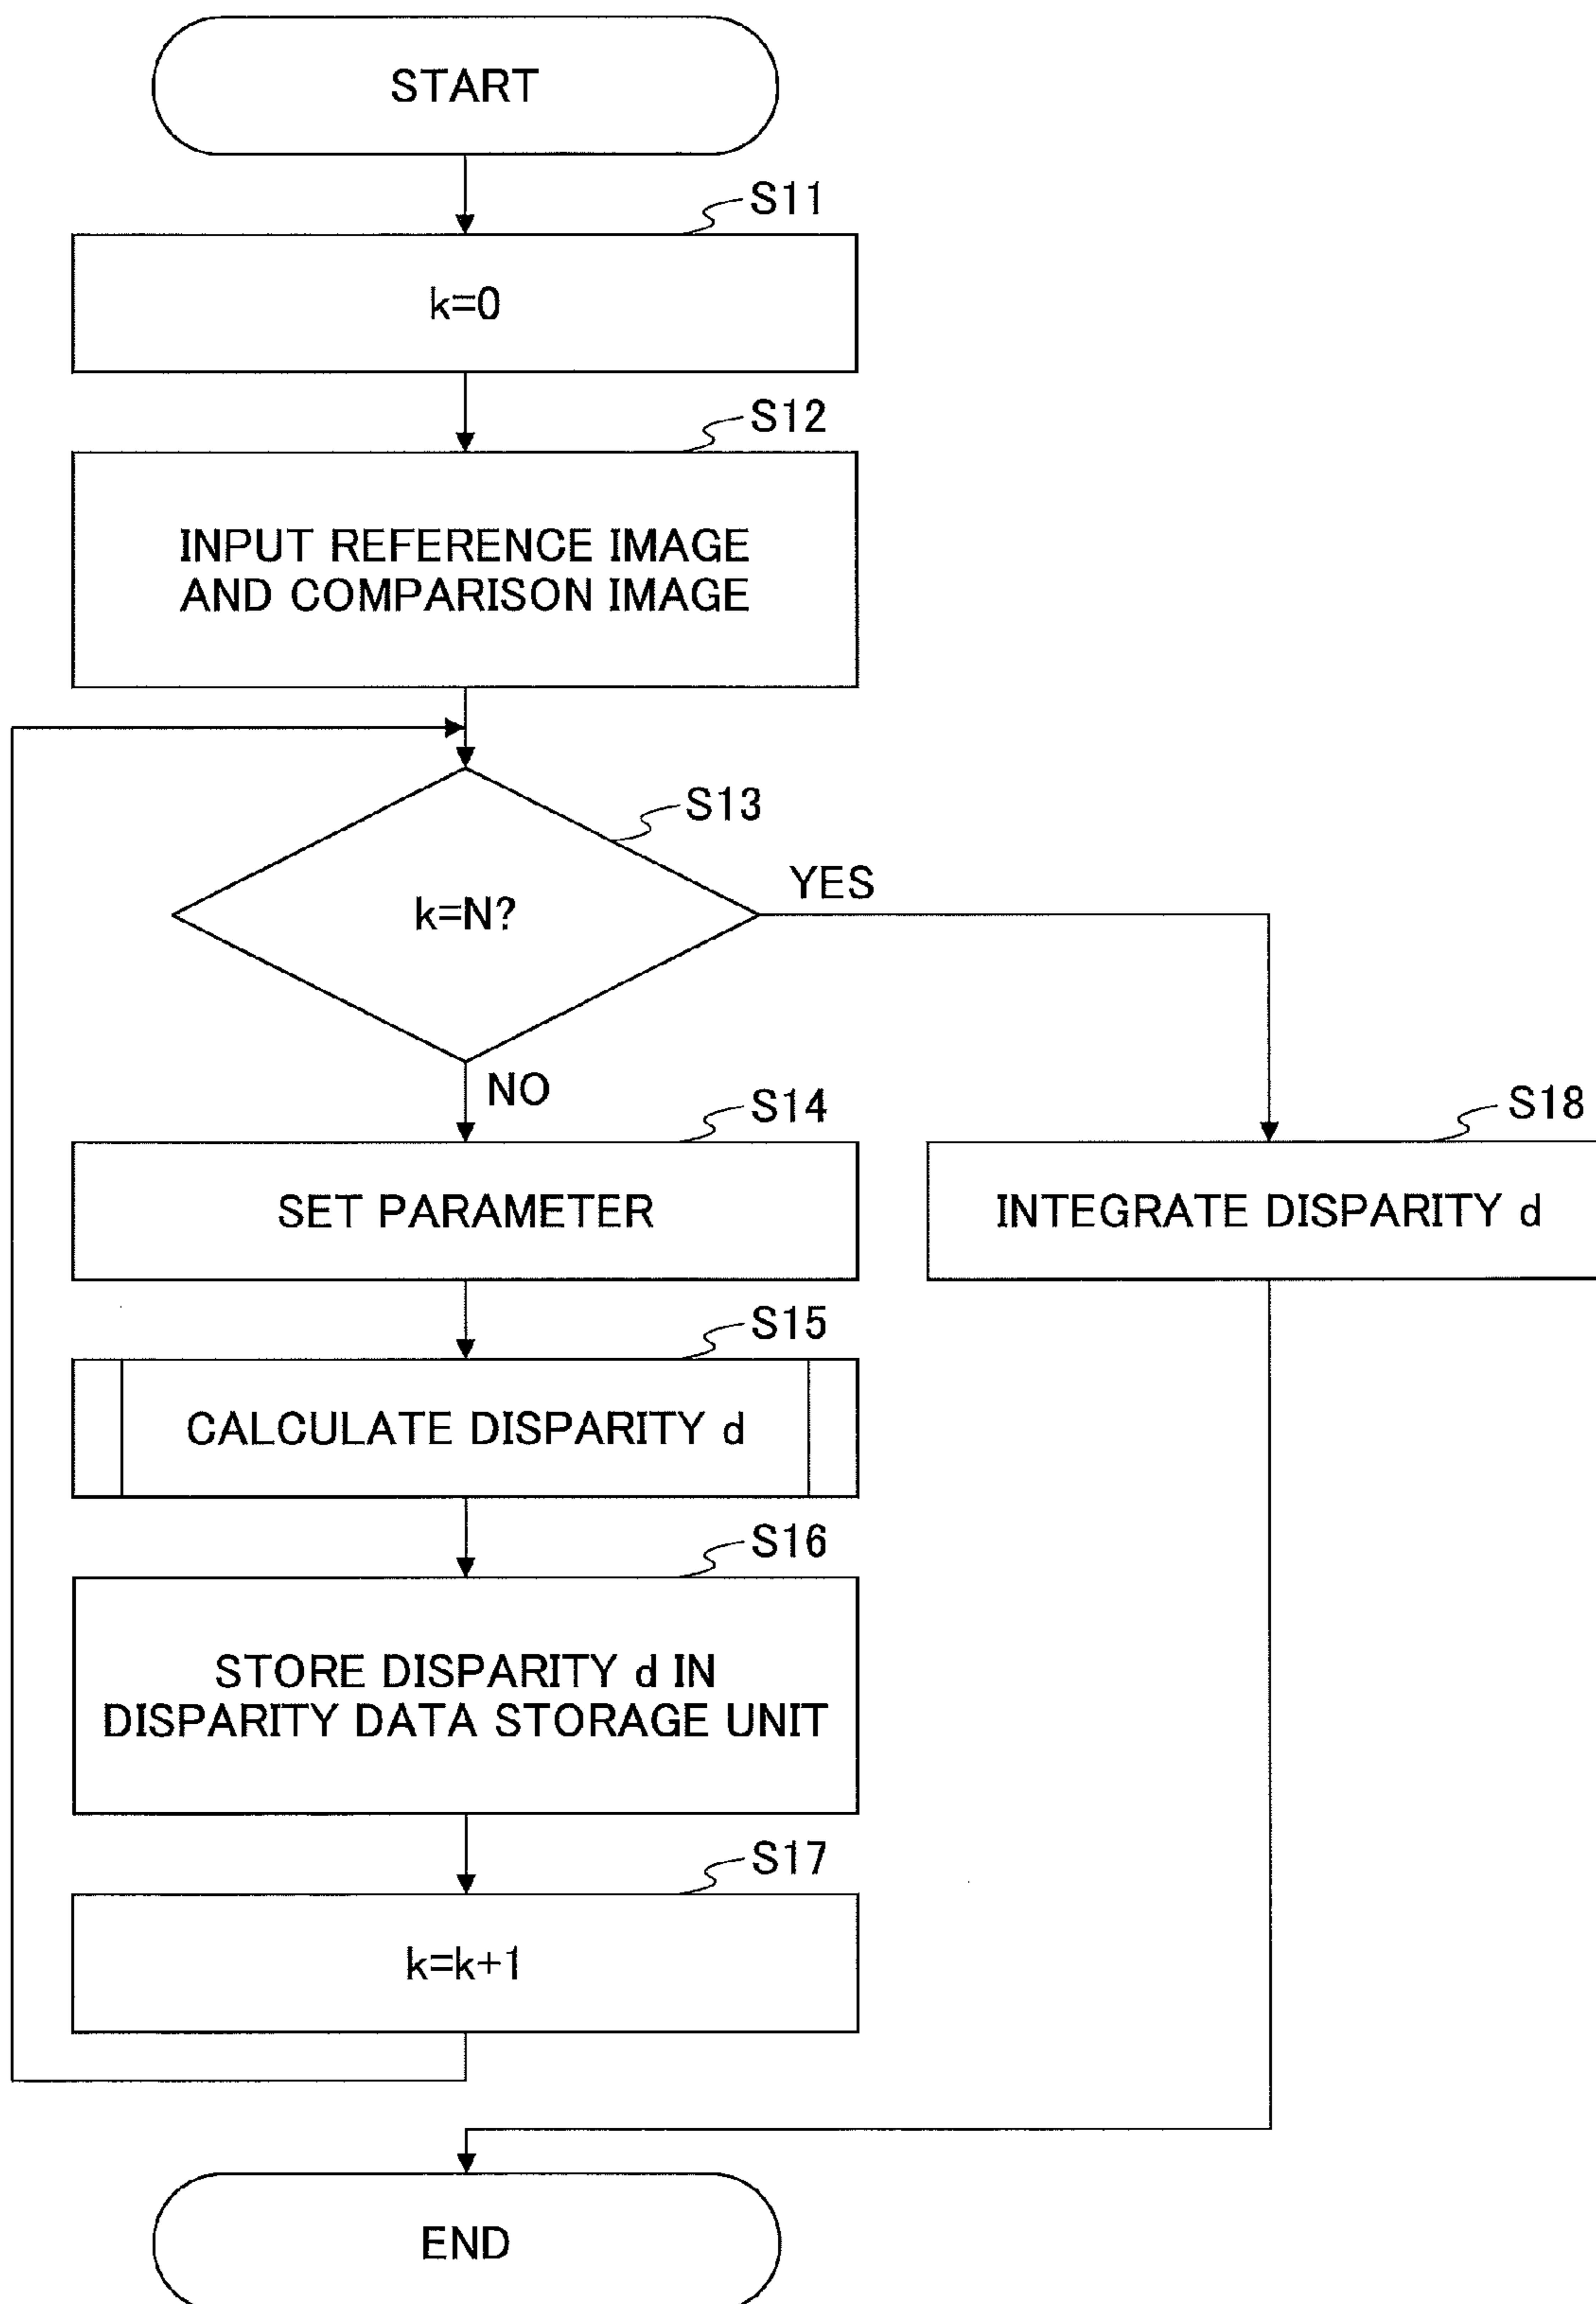 START
S11
k=0
S12
INPUT REFERENCE IMAGE
AND COMPARISON IMAGE
S13
k=N?
YES
NO
S14
SET PARAMETER
S18
INTEGRATE DISPARITY d
S15
CALCULATE DISPARITY d
S16
STORE DISPARITY d IN
DISPARITY DATA STORAGE UNIT
S17
k=k+1
END